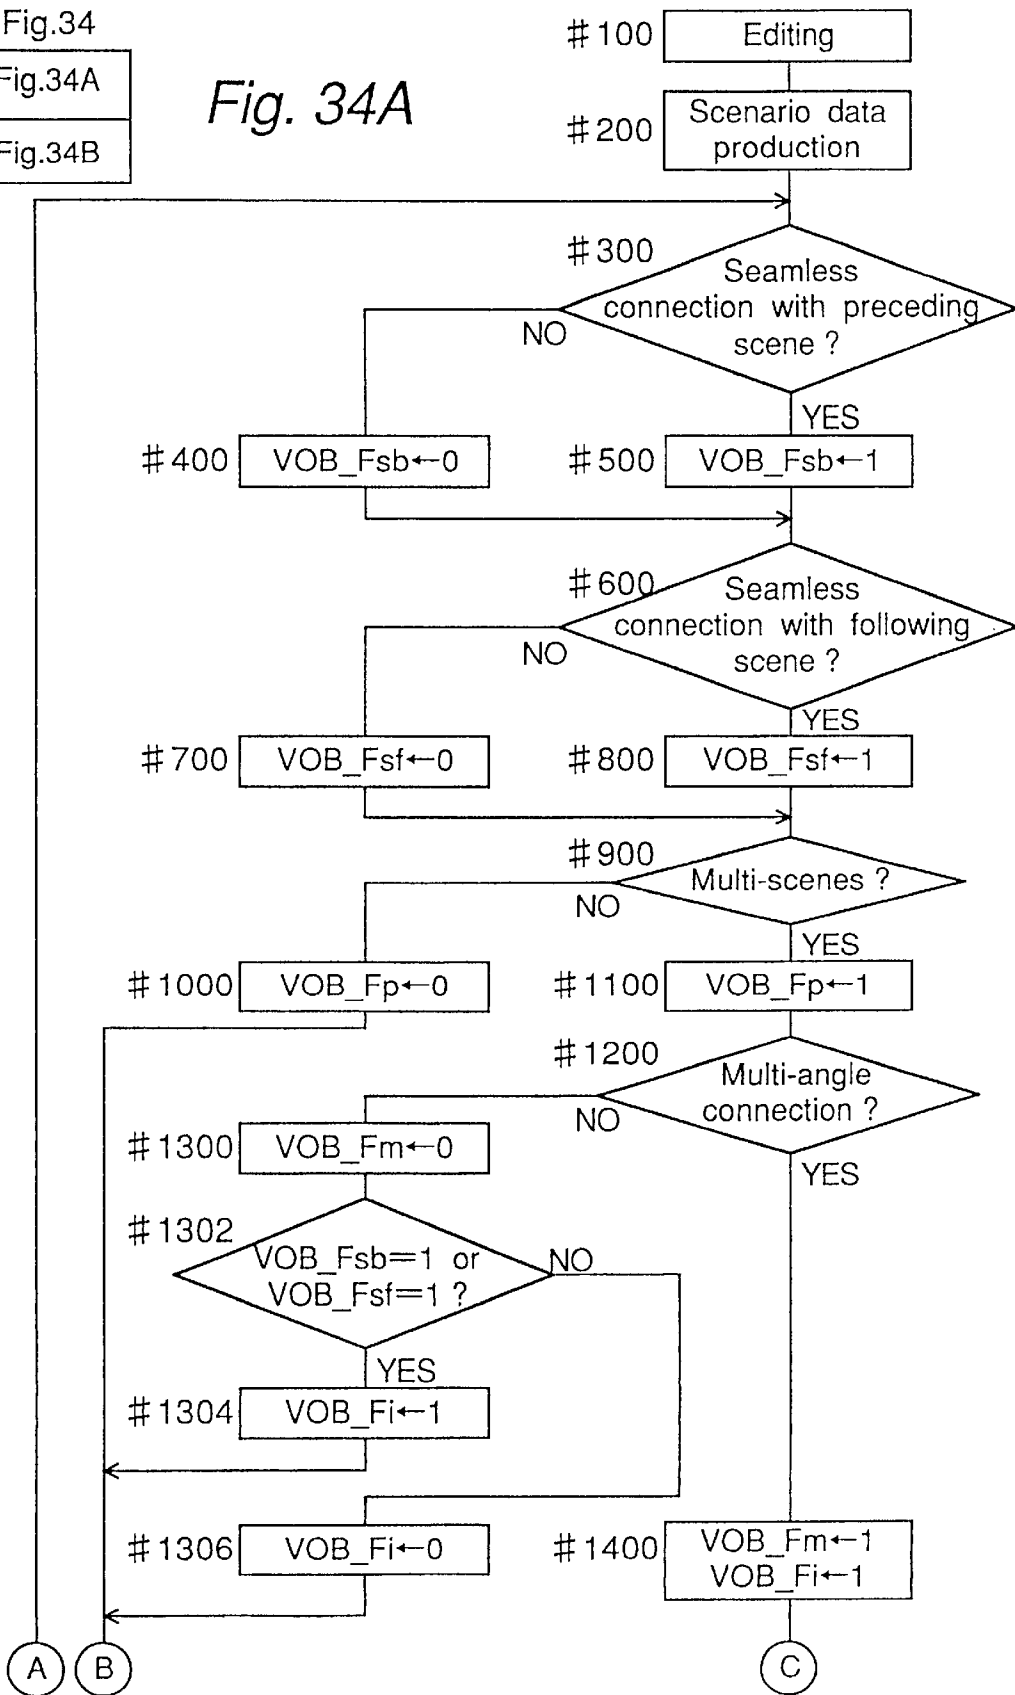 Fig.34
Fig.34A
Fig.34B
Fig. 34A
#100 Editing
#200 Scenario data
production
#300 Seamless
connection with preceding
scene ?
NO
YES
#400 VOB_Fsb←0
#500 VOB_Fsb←1
#600 Seamless
connection with following
scene ?
NO
YES
#700 VOB_Fsf←0
#800 VOB_Fsf←1
#900 Multi-scenes ?
NO
YES
#1000 VOB_Fp←0
#1100 VOB_Fp←1
#1200 Multi-angle
connection ?
NO
YES
#1300 VOB_Fm←0
#1302 VOB_Fsb=1 or
VOB_Fsf=1 ?
NO
YES
#1304 VOB_Fi←1
#1306 VOB_Fi←0
#1400 VOB_Fm←1
VOB_Fi←1
A
B
C